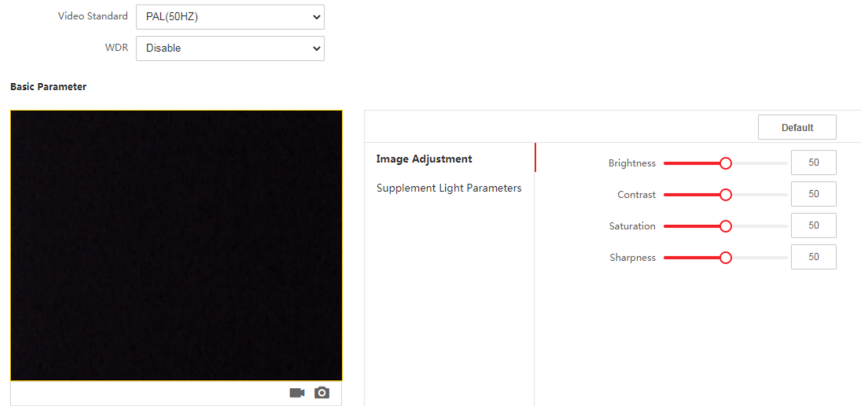 Video Standard PAL(50HZ)
WDR Disable
Basic Parameter
Default
Image Adjustment
Supplement Light Parameters
Brightness 50
Contrast 50
Saturation 50
Sharpness 50